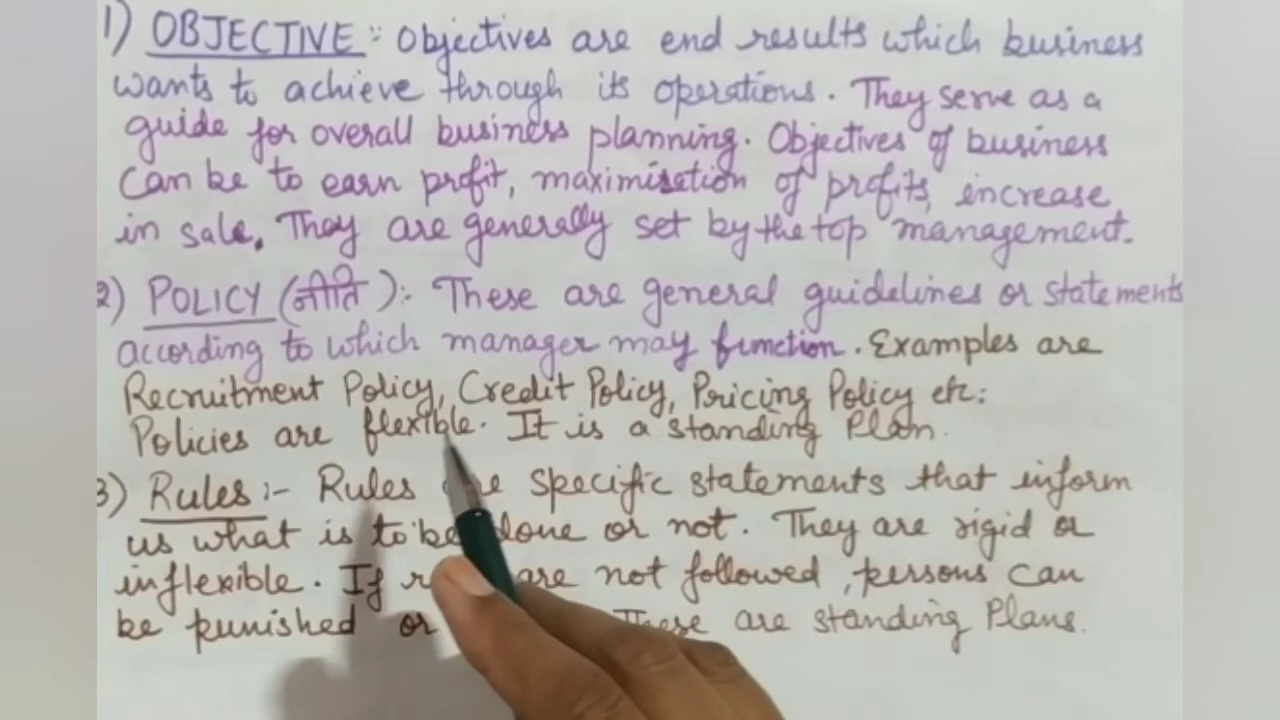 1) OBJECTIVE :- Objectives are end results which business
wants to achieve through its operations. They serve as a
guide for overall business planning. Objectives of business
can be to earn profit, maximisation of profits, increase
in sale. They are generally set by the top management.
2) POLICY (नीति) :- These are general guidelines or statements
according to which manager may function. Examples are
Recruitment Policy, Credit Policy, Pricing Policy etc.
Policies are flexible. It is a standing Plan.
3) RULES :- Rules specific statements that inform
us what is to be done or not. They are rigid or
inflexible. If are not followed, persons can
be punished or These are standing Plans.